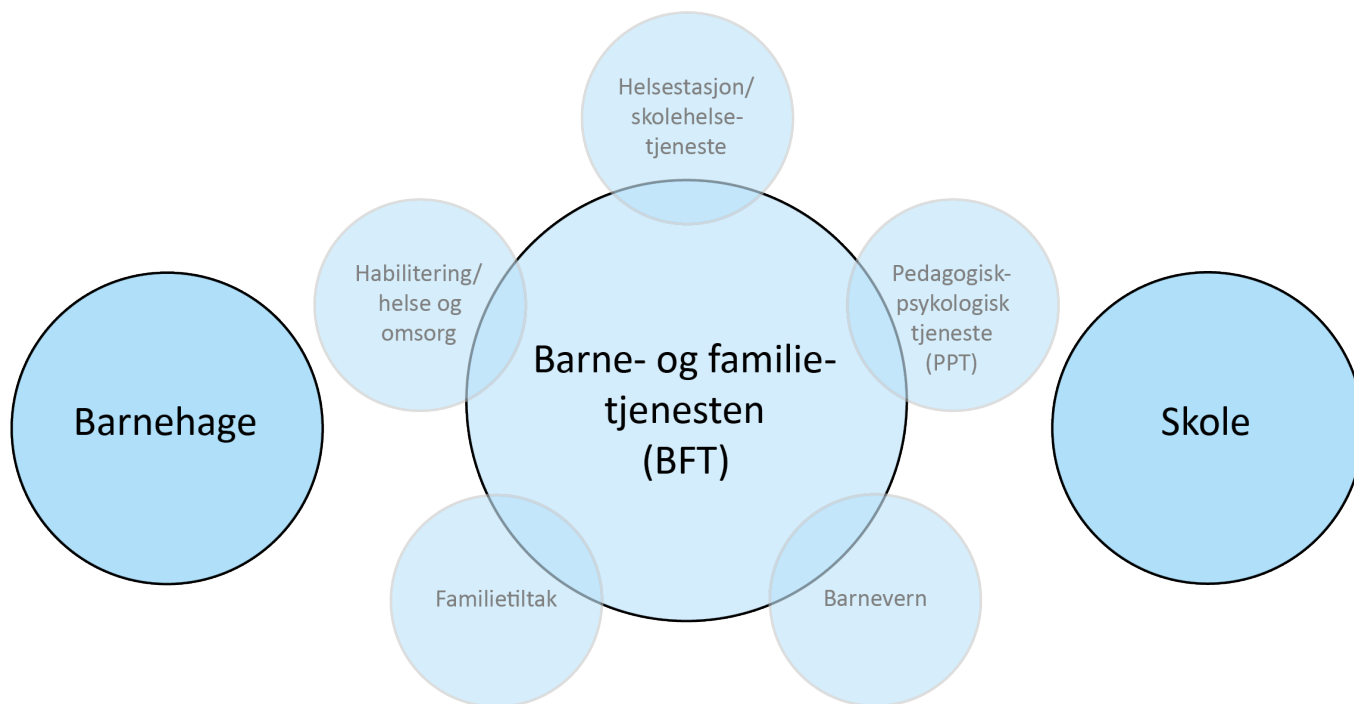 Helsestasjon/
skolehelse-
tjeneste
Habilitering/
helse og
omsorg
Pedagogisk-
psykologisk
tjeneste
(PPT)
Barnehage
Barne- og familie-
tjenesten
(BFT)
Skole
Familietiltak
Barnevern